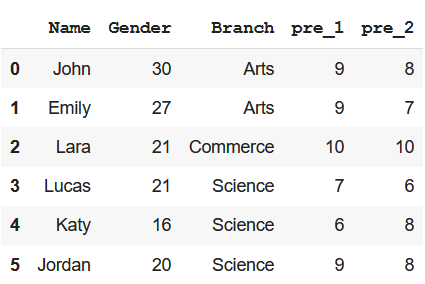 Name Gender Branch pre_1 pre_2
0 John 30 Arts 9 8
1 Emily 27 Arts 9 7
2 Lara 21 Commerce 10 10
3 Lucas 21 Science 7 6
4 Katy 16 Science 6 8
5 Jordan 20 Science 9 8